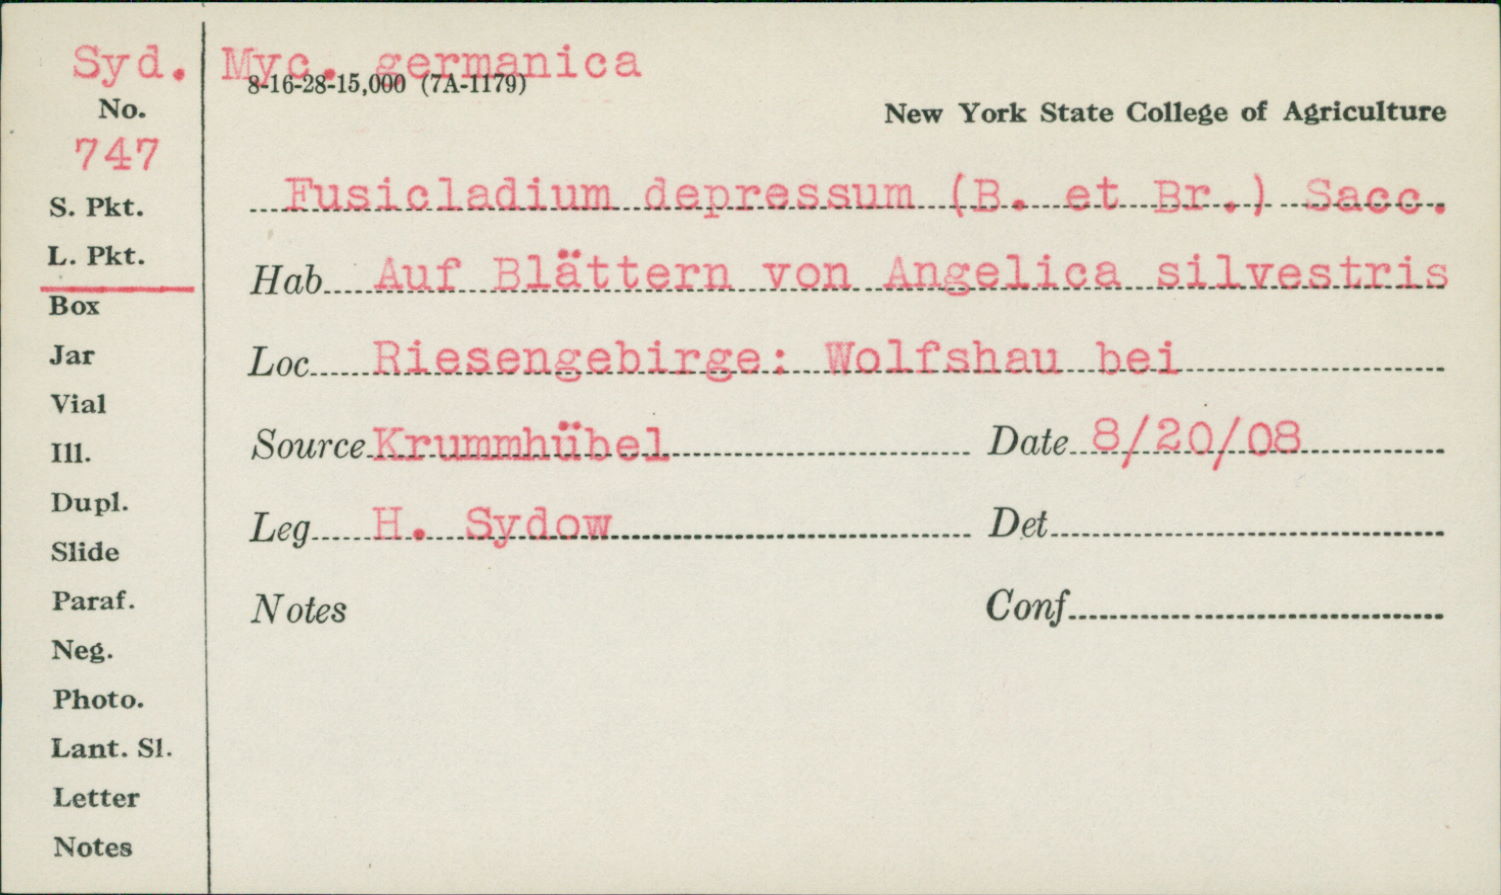 Syd. Myc. germanica
8-16-28-15,000 (7A-1179)
No.
New York State College of Agriculture
747
Fusicladium depressum (B. et Br.) Sacc.
S. Pkt.
L. Pkt.
Hab Auf Blättern von Angelica silvestris
Box
Jar
Loc Riesengebirge: Wolfshau bei
Vial
Source Krummhübel Date 8/20/08
Ill.
Dupl.
Leg H. Sydow Det
Slide
Paraf.
Notes Conf
Neg.
Photo.
Lant. Sl.
Letter
Notes